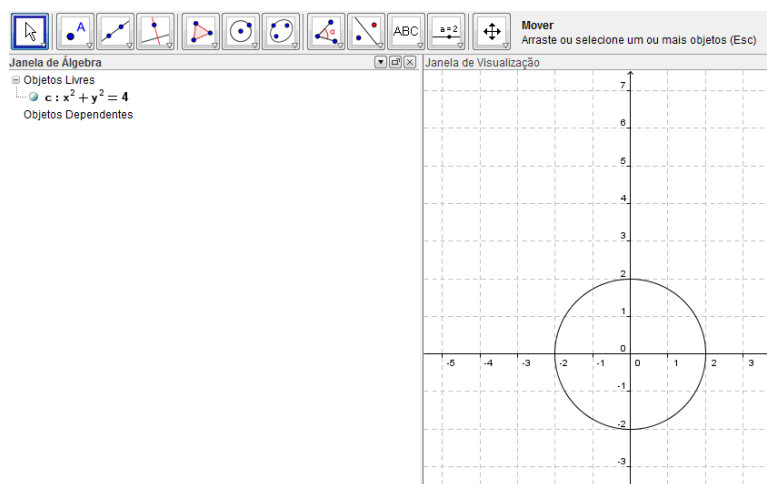 A
α
ABC
a=2
Mover
Arraste ou selecione um ou mais objetos (Esc)
Janela de Álgebra
Objetos Livres
c : x² + y² = 4
Objetos Dependentes
Janela de Visualização
7
6
5
4
3
2
1
0
-5 -4 -3 -2 -1 0 1 2 3
-1
-2
-3